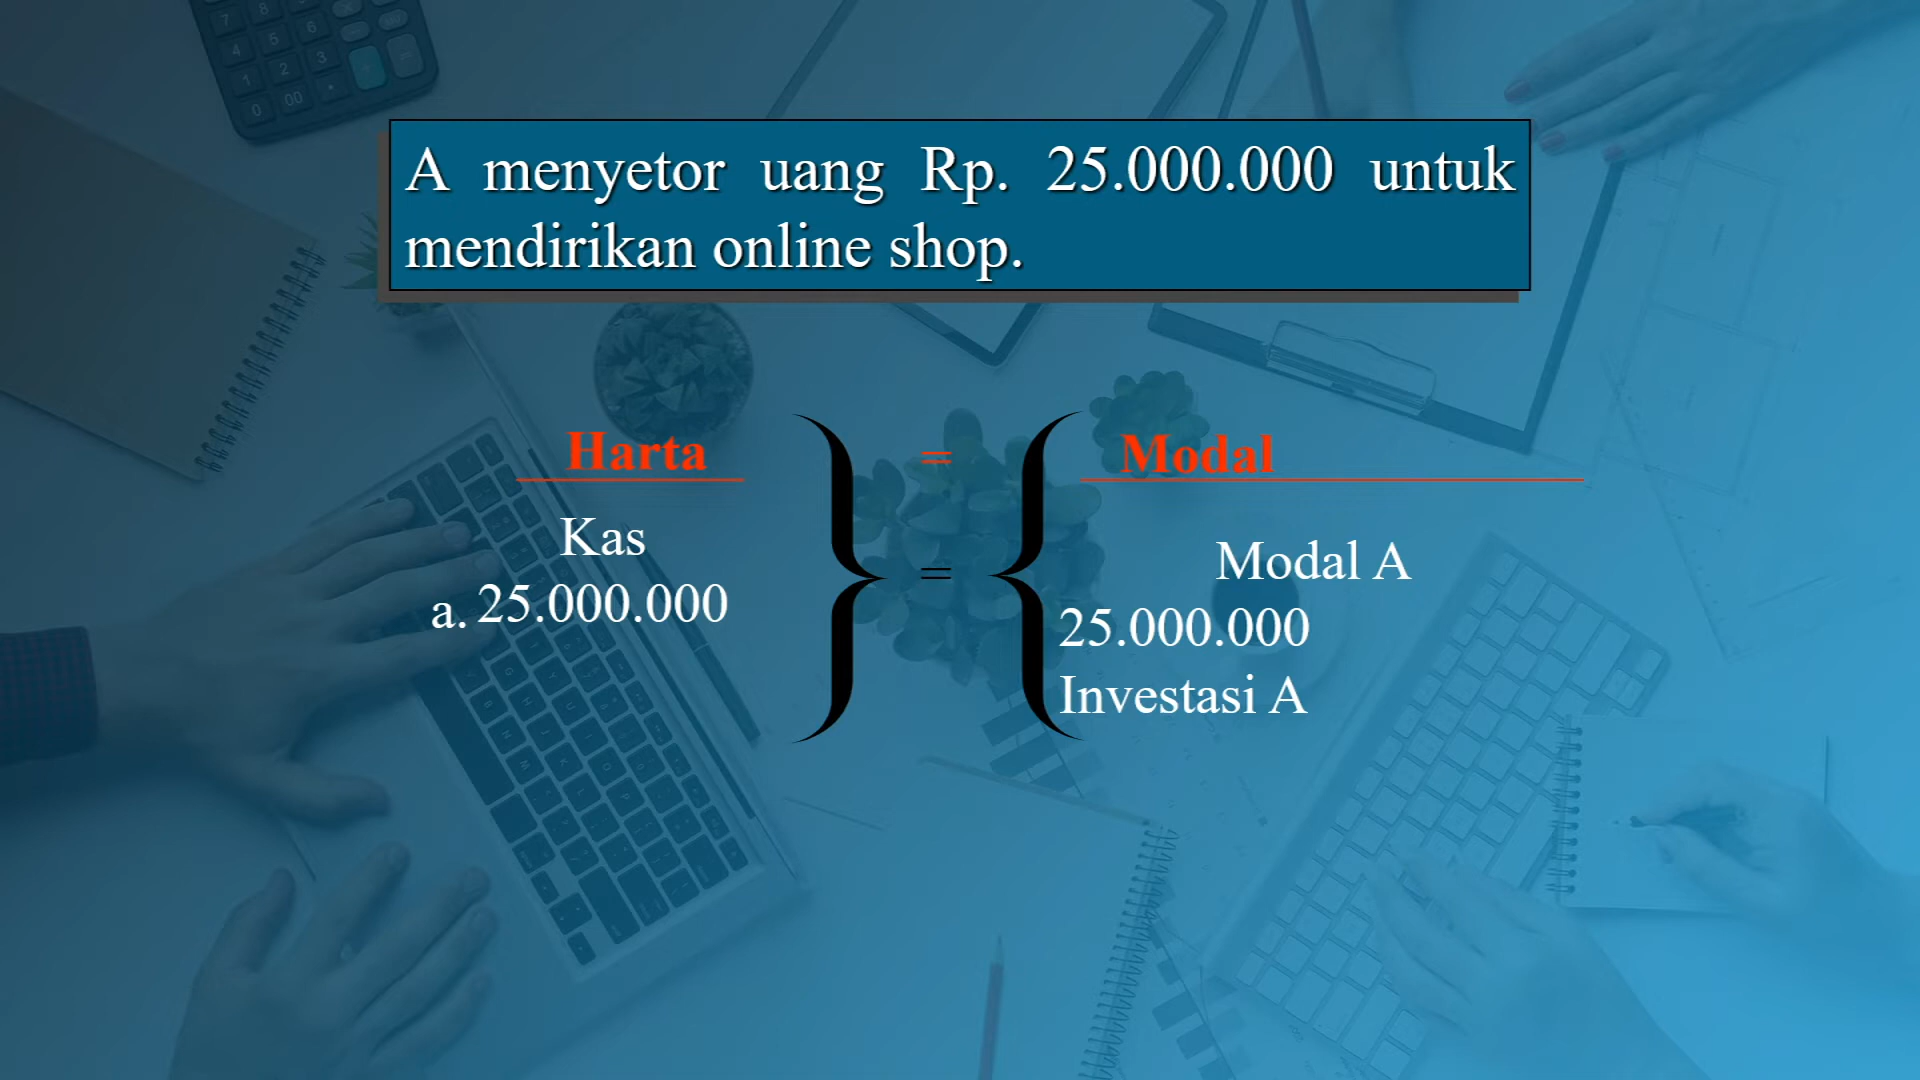 A menyetor uang Rp. 25.000.000 untuk
mendirikan online shop.
Harta = Modal
Kas
a. 25.000.000
=
Modal A
25.000.000
Investasi A